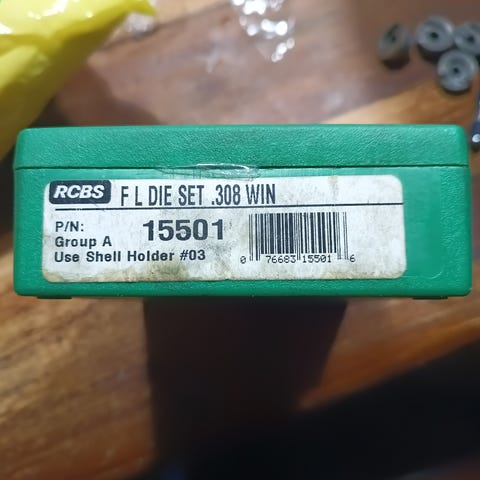 RCBS F L DIE SET .308 WIN
P/N: 15501
Group A
Use Shell Holder #03
0 76683 15501 6